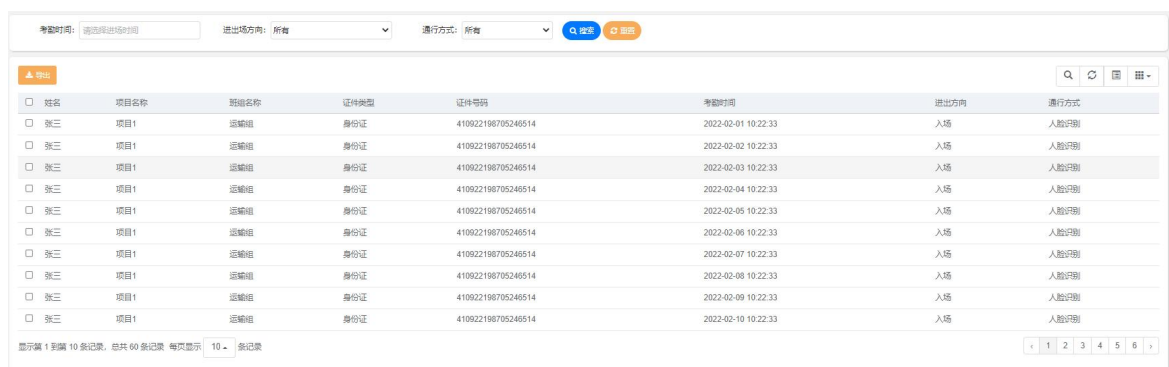 考勤时间: 请选择进场时间 进出场方向: 所有 通行方式: 所有 搜索 重置
导出
姓名 项目名称 班组名称 证件类型 证件号码 考勤时间 进出方向 通行方式
张三 项目1 运输组 身份证 410922198705246514 2022-02-01 10:22:33 入场 人脸识别
张三 项目1 运输组 身份证 410922198705246514 2022-02-02 10:22:33 入场 人脸识别
张三 项目1 运输组 身份证 410922198705246514 2022-02-03 10:22:33 入场 人脸识别
张三 项目1 运输组 身份证 410922198705246514 2022-02-04 10:22:33 入场 人脸识别
张三 项目1 运输组 身份证 410922198705246514 2022-02-05 10:22:33 入场 人脸识别
张三 项目1 运输组 身份证 410922198705246514 2022-02-06 10:22:33 入场 人脸识别
张三 项目1 运输组 身份证 410922198705246514 2022-02-07 10:22:33 入场 人脸识别
张三 项目1 运输组 身份证 410922198705246514 2022-02-08 10:22:33 入场 人脸识别
张三 项目1 运输组 身份证 410922198705246514 2022-02-09 10:22:33 入场 人脸识别
张三 项目1 运输组 身份证 410922198705246514 2022-02-10 10:22:33 入场 人脸识别
显示第 1 到第 10 条记录，总共 60 条记录 每页显示 10 条记录 ‹ 1 2 3 4 5 6 ›